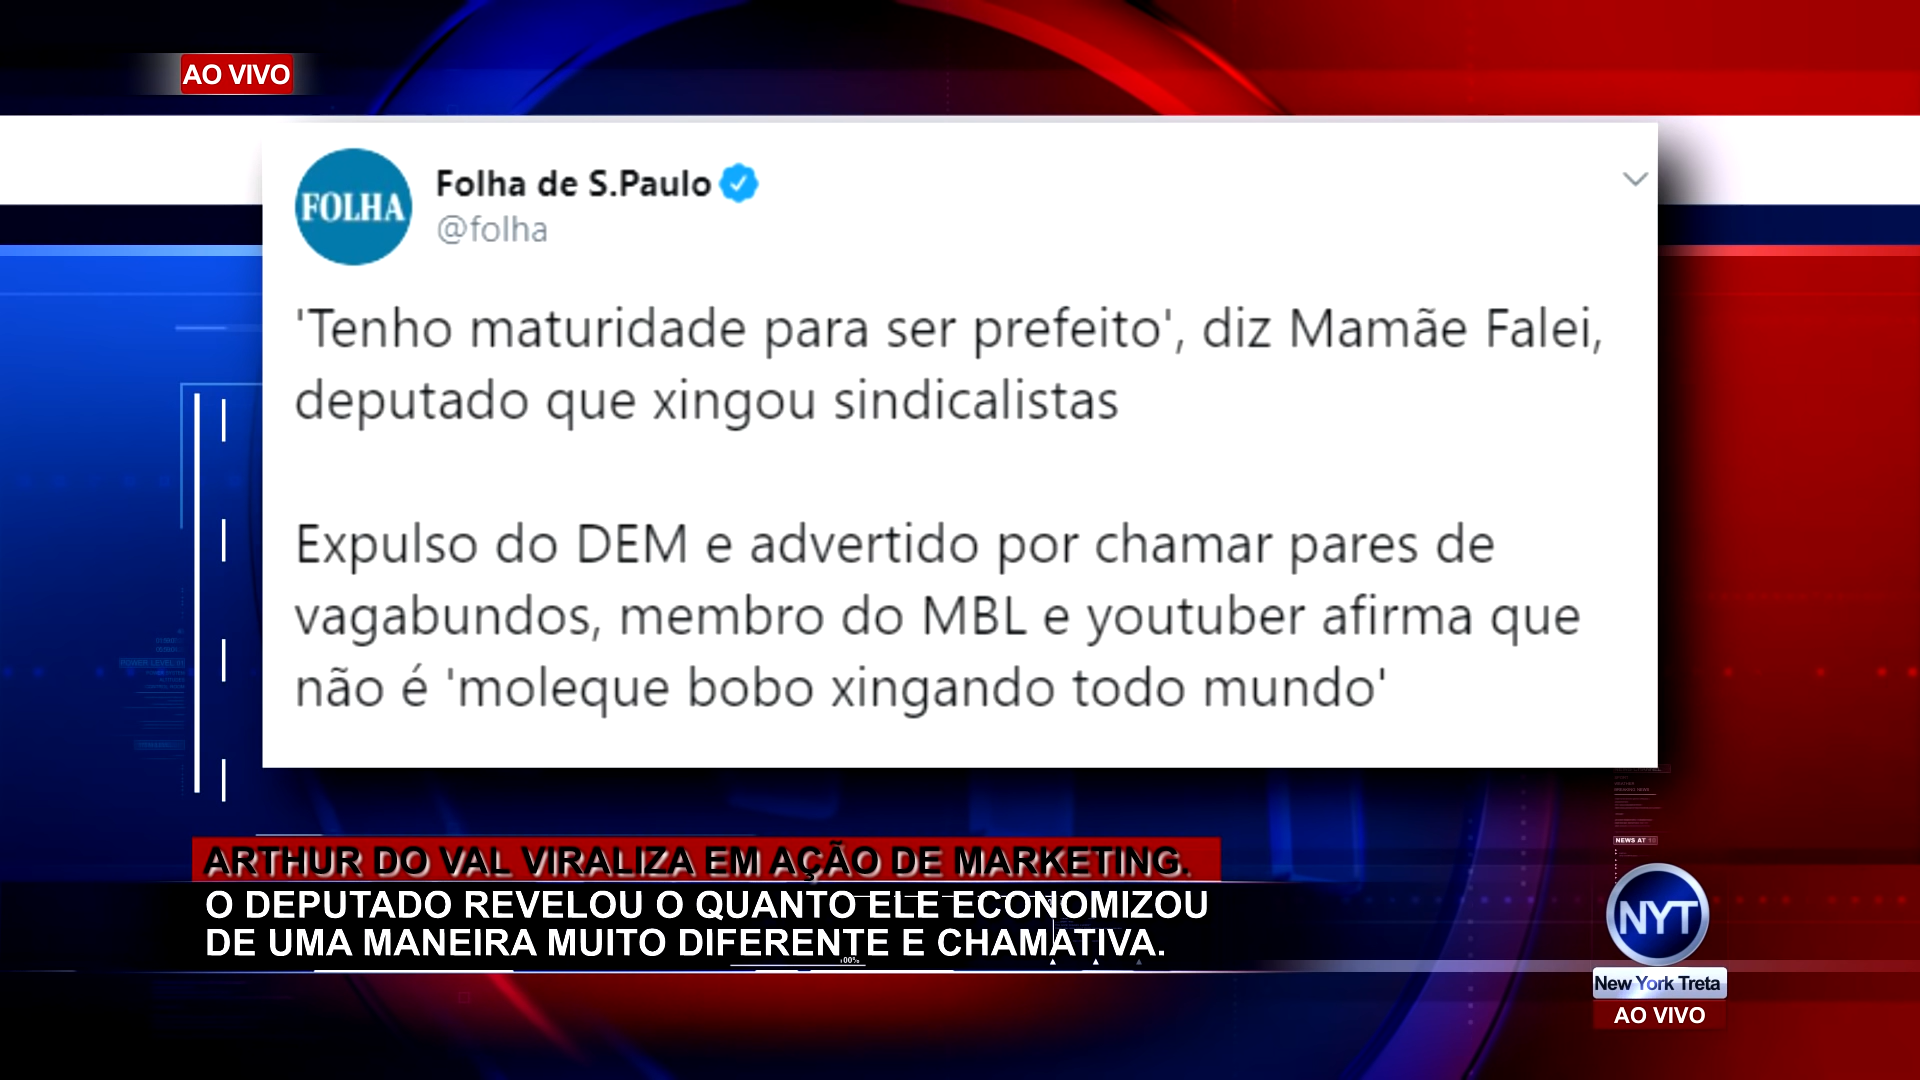 AO VIVO
FOLHA
Folha de S.Paulo
@folha
'Tenho maturidade para ser prefeito', diz Mamãe Falei,
deputado que xingou sindicalistas
Expulso do DEM e advertido por chamar pares de
vagabundos, membro do MBL e youtuber afirma que
não é 'moleque bobo xingando todo mundo'
ARTHUR DO VAL VIRALIZA EM AÇÃO DE MARKETING.
O DEPUTADO REVELOU O QUANTO ELE ECONOMIZOU
DE UMA MANEIRA MUITO DIFERENTE E CHAMATIVA.
100%
NEWS AT
NYT
New York Treta
AO VIVO